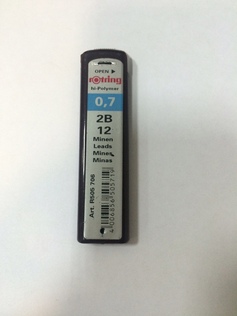 OPEN ▶
rotring
hi-Polymer
0,7
2B
12
Minen
Leads
Mines
Minas
Art. R505 706